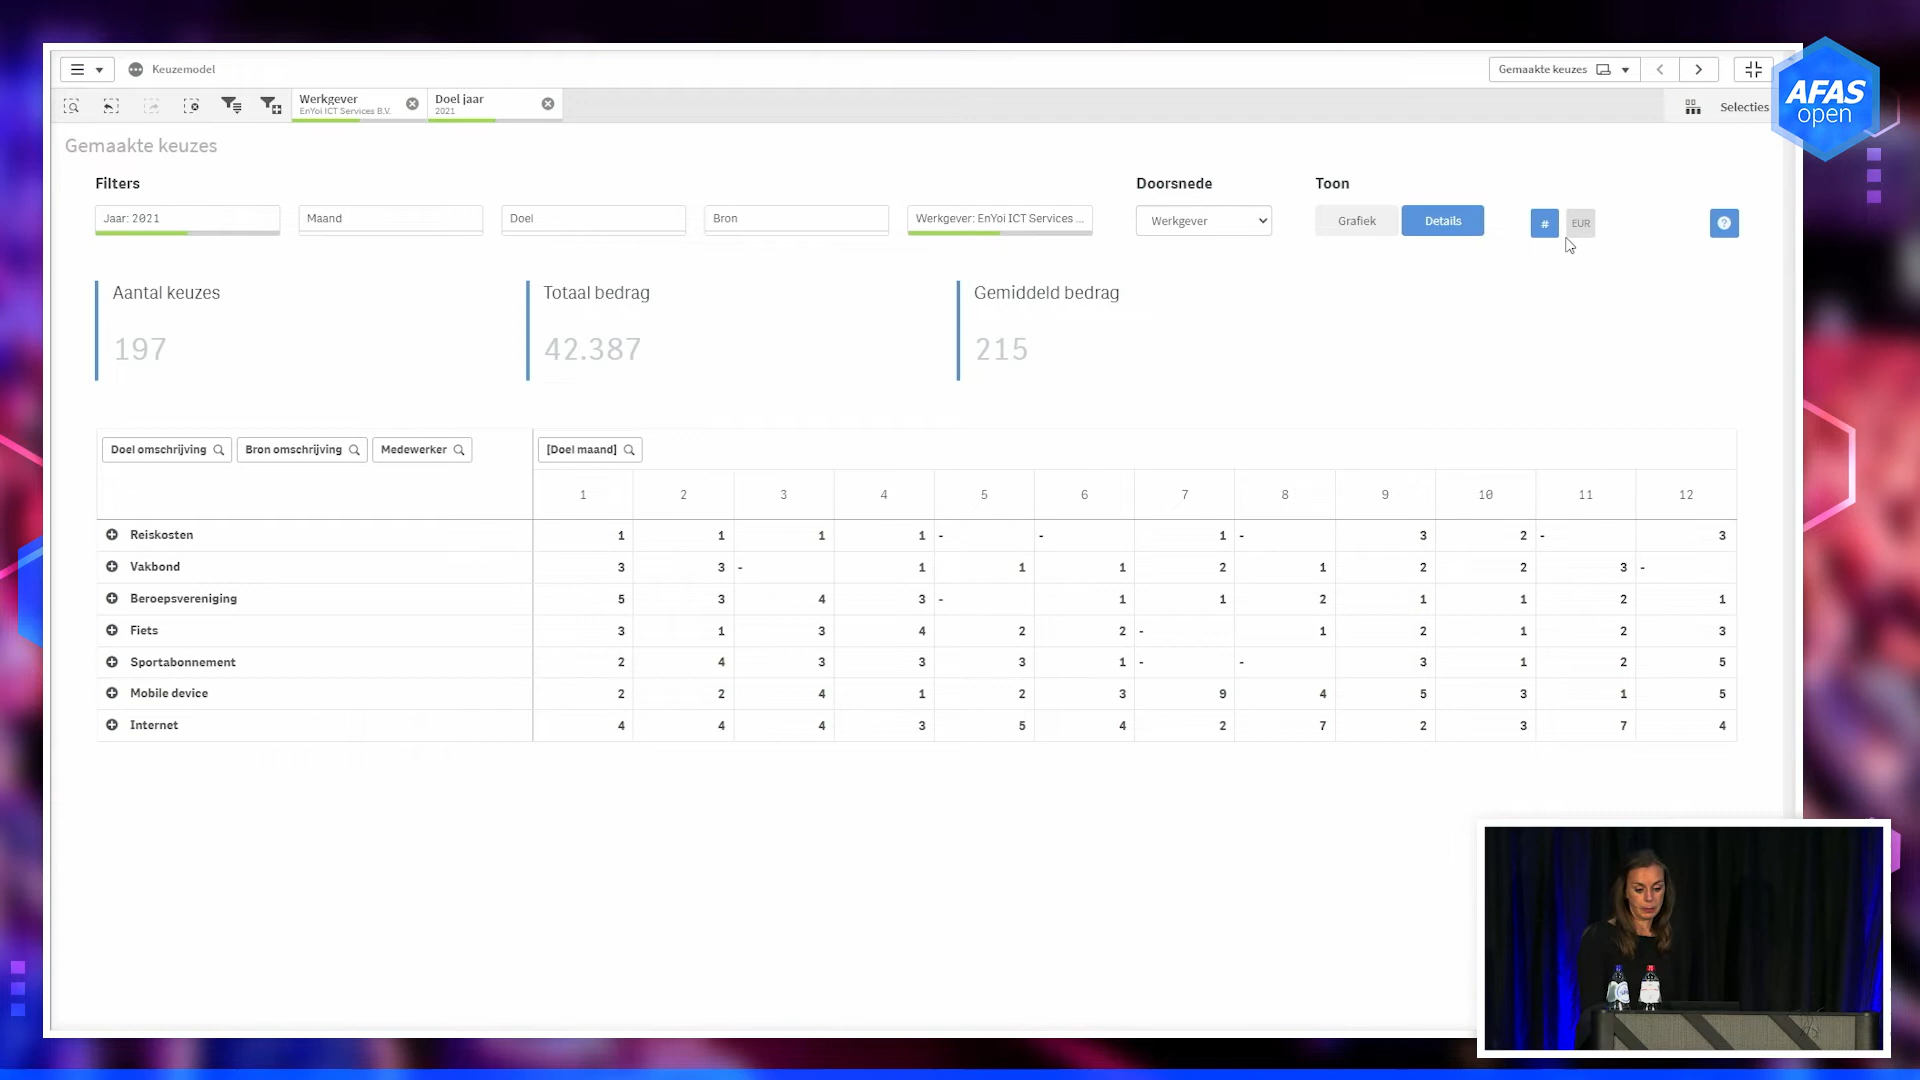 Keuzemodel
Gemaakte keuzes
AFAS
open
Werkgever
EnYoi ICT Services B.V.
Doel jaar
2021
Selecties
Gemaakte keuzes
Filters
Doorsnede
Toon
Jaar: 2021
Maand
Doel
Bron
Werkgever: EnYoi ICT Services ...
Werkgever
Grafiek
Details
#
EUR
?
Aantal keuzes
Totaal bedrag
Gemiddeld bedrag
197
42.387
215
Doel omschrijving
Bron omschrijving
Medewerker
[Doel maand]
1 2 3 4 5 6 7 8 9 10 11 12
Reiskosten 1 1 1 1 - - 1 - 3 2 - 3
Vakbond 3 3 - 1 1 1 2 1 2 2 3 -
Beroepsvereniging 5 3 4 3 - 1 1 2 1 1 2 1
Fiets 3 1 3 4 2 2 - 1 2 1 2 3
Sportabonnement 2 4 3 3 3 1 - - 3 1 2 5
Mobile device 2 2 4 1 2 3 9 4 5 3 1 5
Internet 4 4 4 3 5 4 2 7 2 3 7 4